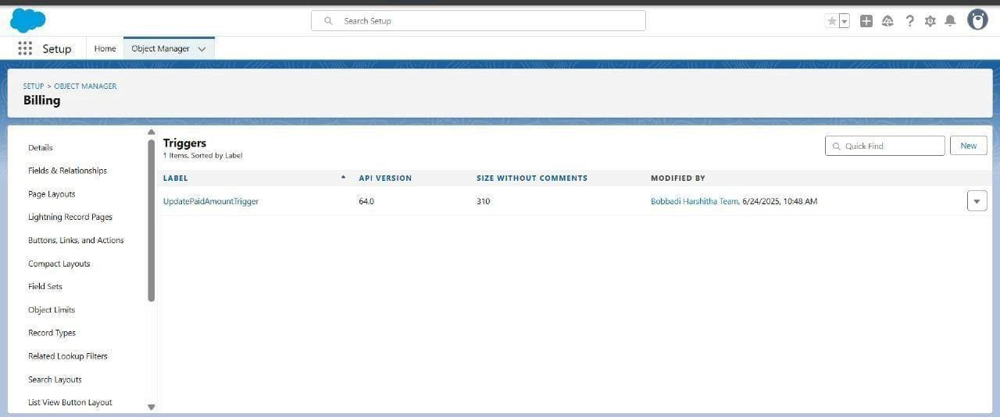 Search Setup
Setup
Home
Object Manager
SETUP > OBJECT MANAGER
Billing
Details
Fields & Relationships
Page Layouts
Lightning Record Pages
Buttons, Links, and Actions
Compact Layouts
Field Sets
Object Limits
Record Types
Related Lookup Filters
Search Layouts
List View Button Layout
Triggers
1 Items, Sorted by Label
Quick Find
New
LABEL API VERSION SIZE WITHOUT COMMENTS MODIFIED BY
UpdatePaidAmountTrigger 64.0 310 Bobbadi Harshitha Team, 6/24/2025, 10:48 AM